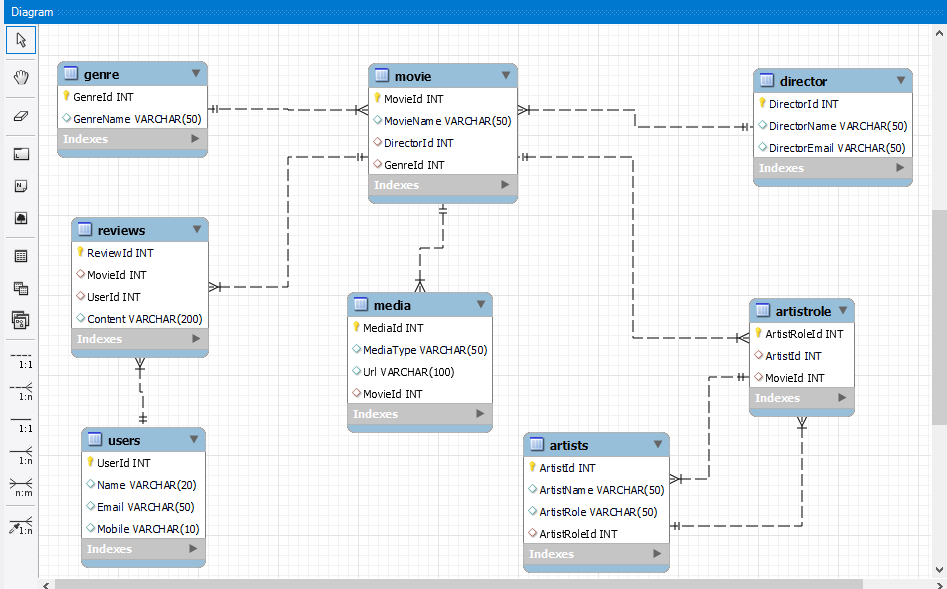 Diagram
genre
GenreId INT
GenreName VARCHAR(50)
Indexes
movie
MovieId INT
MovieName VARCHAR(50)
DirectorId INT
GenreId INT
Indexes
director
DirectorId INT
DirectorName VARCHAR(50)
DirectorEmail VARCHAR(50)
Indexes
reviews
ReviewId INT
MovieId INT
UserId INT
Content VARCHAR(200)
Indexes
media
MediaId INT
MediaType VARCHAR(50)
Url VARCHAR(100)
MovieId INT
Indexes
artistrole
ArtistRoleId INT
ArtistId INT
MovieId INT
Indexes
users
UserId INT
Name VARCHAR(20)
Email VARCHAR(50)
Mobile VARCHAR(10)
Indexes
artists
ArtistId INT
ArtistName VARCHAR(50)
ArtistRole VARCHAR(50)
ArtistRoleId INT
Indexes
1:1
1:n
1:1
1:n
n:m
1:n